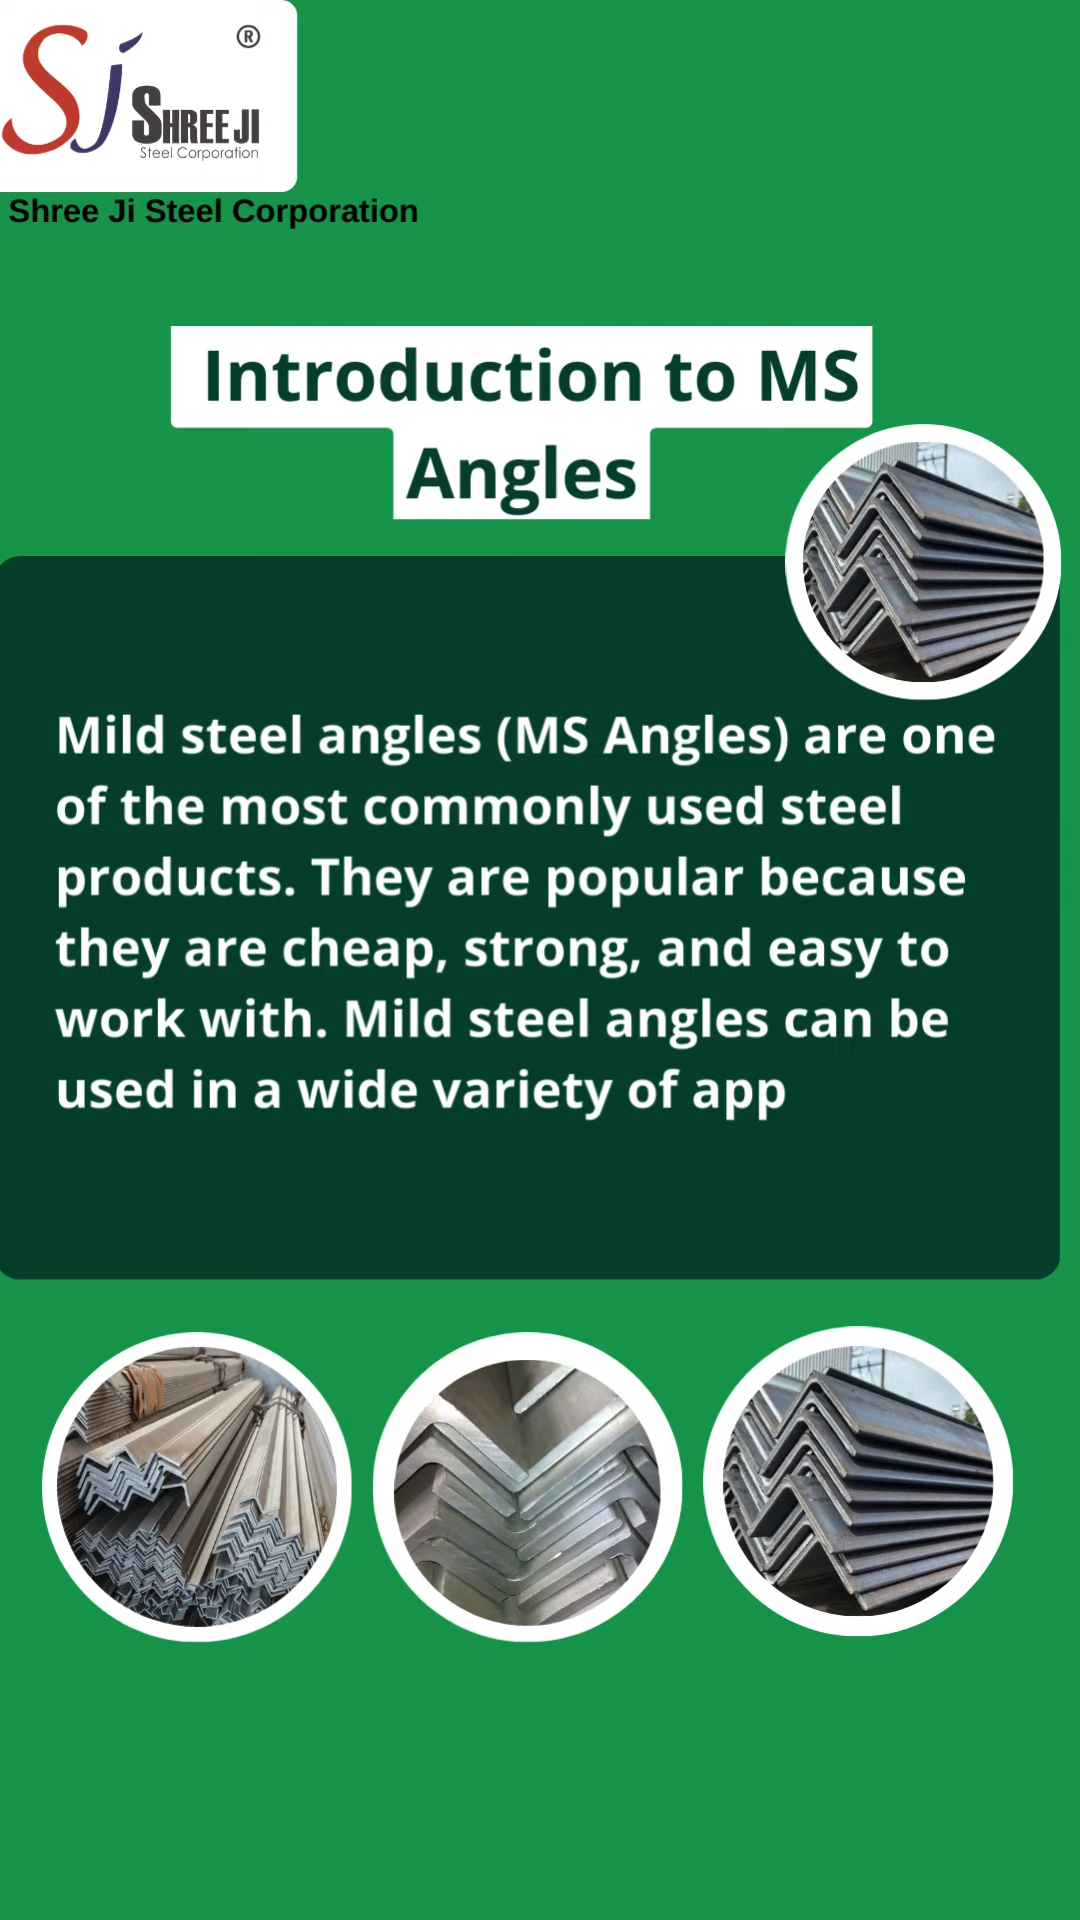 Sj ®
SHREE JI
Steel Corporation
Shree Ji Steel Corporation
Introduction to MS
Angles
Mild steel angles (MS Angles) are one
of the most commonly used steel
products. They are popular because
they are cheap, strong, and easy to
work with. Mild steel angles can be
used in a wide variety of app